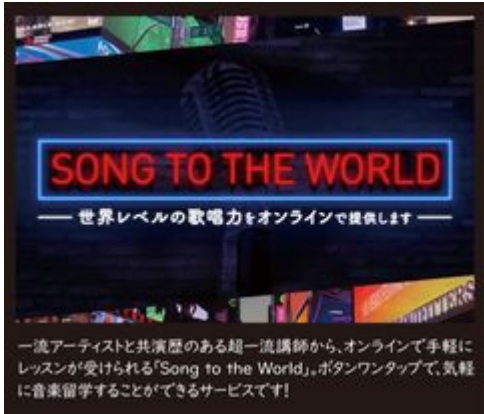 SONG TO THE WORLD
世界レベルの歌唱力をオンラインで提供します
一流アーティストと共演歴のある超一流講師から、オンラインで手軽に
レッスンが受けられる「Song to the World」。ボタンワンタップで、気軽
に音楽留学することができるサービスです!